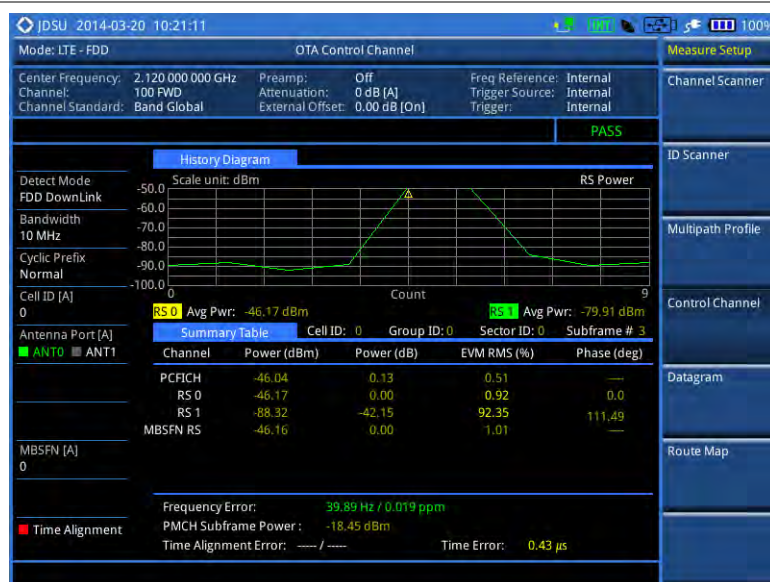 JDSU 2014-03-20 10:21:11 100%
Mode: LTE - FDD OTA Control Channel Measure Setup
Center Frequency: 2.120 000 000 GHz Preamp: Off Freq Reference: Internal
Channel: 100 FWD Attenuation: 0 dB [A] Trigger Source: Internal
Channel Standard: Band Global External Offset: 0.00 dB [On] Trigger: Internal
Channel Scanner
PASS
History Diagram
ID Scanner
Detect Mode
FDD DownLink
Scale unit: dBm RS Power
-50.0
-60.0
-70.0
-80.0
-90.0
-100.0
0 Count 9
Bandwidth
10 MHz
Multipath Profile
Cyclic Prefix
Normal
Cell ID [A]
0
Control Channel
RS 0 Avg Pwr: -46.17 dBm RS 1 Avg Pwr: -79.91 dBm
Antenna Port [A]
ANT0 ANT1
Summary Table Cell ID: 0 Group ID: 0 Sector ID: 0 Subframe # 3
Channel Power (dBm) Power (dB) EVM RMS (%) Phase (deg)
PCFICH -46.04 0.13 0.51 ----
RS 0 -46.17 0.00 0.92 0.0
RS 1 -88.32 -42.15 92.35 111.49
MBSFN RS -46.16 0.00 1.01 ----
Datagram
MBSFN [A]
0
Route Map
Frequency Error: 39.89 Hz / 0.019 ppm
PMCH Subframe Power : -18.45 dBm
Time Alignment
Time Alignment Error: ----- / ----- Time Error: 0.43 µs